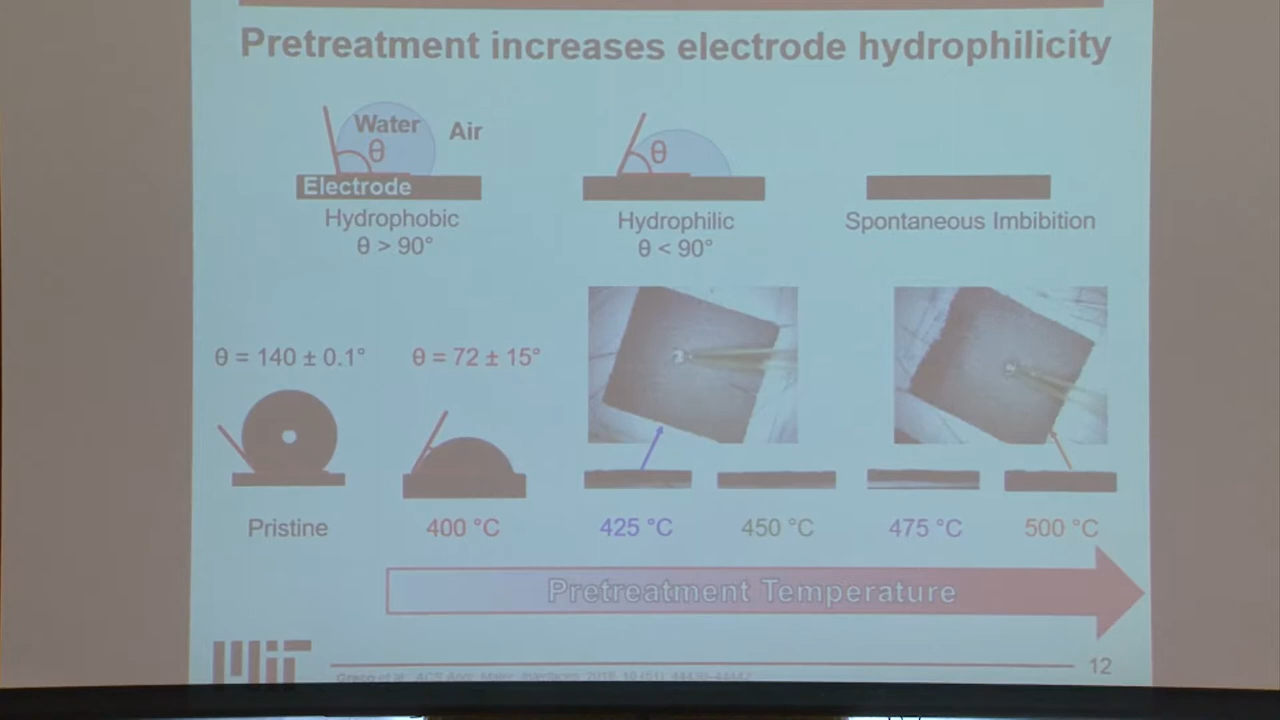 Pretreatment increases electrode hydrophilicity
Water
Air
θ
θ
Electrode
Hydrophobic
θ > 90°
Hydrophilic
θ < 90°
Spontaneous Imbibition
θ = 140 ± 0.1°
θ = 72 ± 15°
Pristine
400 °C
425 °C
450 °C
475 °C
500 °C
Pretreatment Temperature
MIT
12